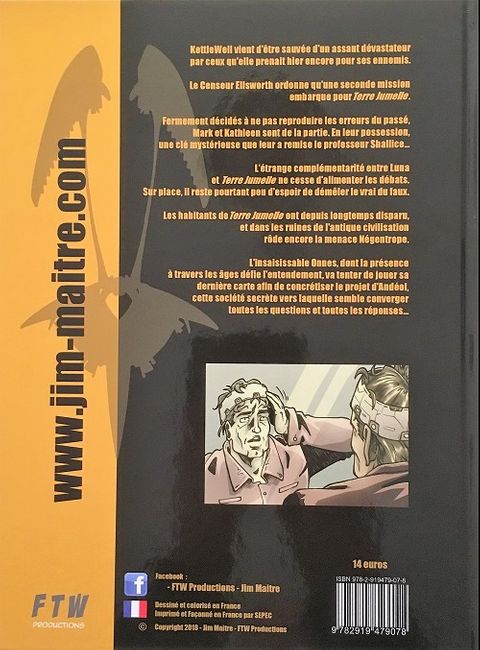 KettleWell vient d'être sauvée d'un assaut dévastateur
par ceux qu'elle prenait hier encore pour ses ennemis.
Le Censeur Ellsworth ordonne qu'une seconde mission
embarque pour Terre Jumelle.
Fermement décidés à ne pas reproduire les erreurs du passé,
Mark et Kathleen sont de la partie. En leur possession,
une clé mystérieuse que leur a remise le professeur Shallice...
L'étrange complémentarité entre Luna
et Terre Jumelle ne cesse d'alimenter les débats.
Sur place, il reste pourtant peu d'espoir de démêler le vrai du faux.
Les habitants de Terre Jumelle ont depuis longtemps disparu,
et dans les ruines de l'antique civilisation
rôde encore la menace Négentrope.
L'insaisissable Onnes, dont la présence
à travers les âges défie l'entendement, va tenter de jouer sa
dernière carte afin de concrétiser le projet d'Andéol,
cette société secrète vers laquelle semble converger
toutes les questions et toutes les réponses...
www.jim-maitre.com
14 euros
ISBN 978-2-919479-07-8
9782919479078
f
Facebook :
- FTW Productions - Jim Maitre
Dessiné et colorisé en France
Imprimé et Façonné en France par SEPEC
© Copyright 2018 - Jim Maitre - FTW Productions
FTW
PRODUCTIONS